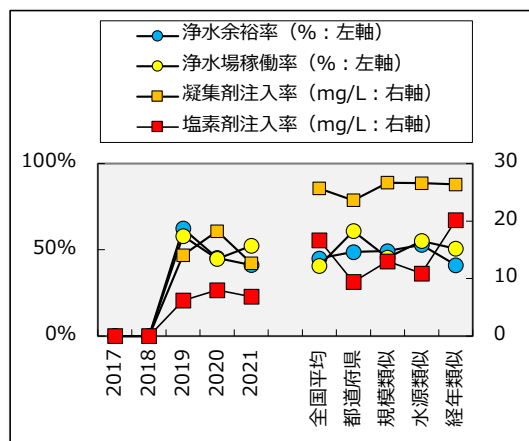 浄水余裕率（%：左軸）
浄水場稼働率（%：左軸）
凝集剤注入率（mg/L：右軸）
塩素剤注入率（mg/L：右軸）
100%
50%
0%
30
20
10
0
2017
2018
2019
2020
2021
全国平均
都道府県
規模類似
水源類似
経年類似